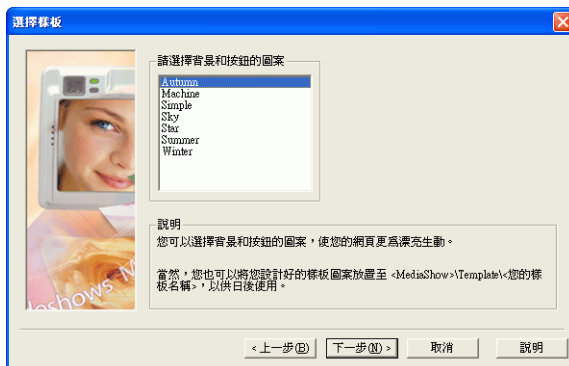 選擇樣板
請選擇背景和按鈕的圖案
Autumn
Machine
Simple
Sky
Star
Summer
Winter
說明
您可以選擇背景和按鈕的圖案，使您的網頁更為漂亮生動。
當然，您也可以將您設計好的樣板圖案放置至 <MediaShow>\Template\<您的樣
板名稱>，以供日後使用。
<上一步(B)
下一步(N)>
取消
說明